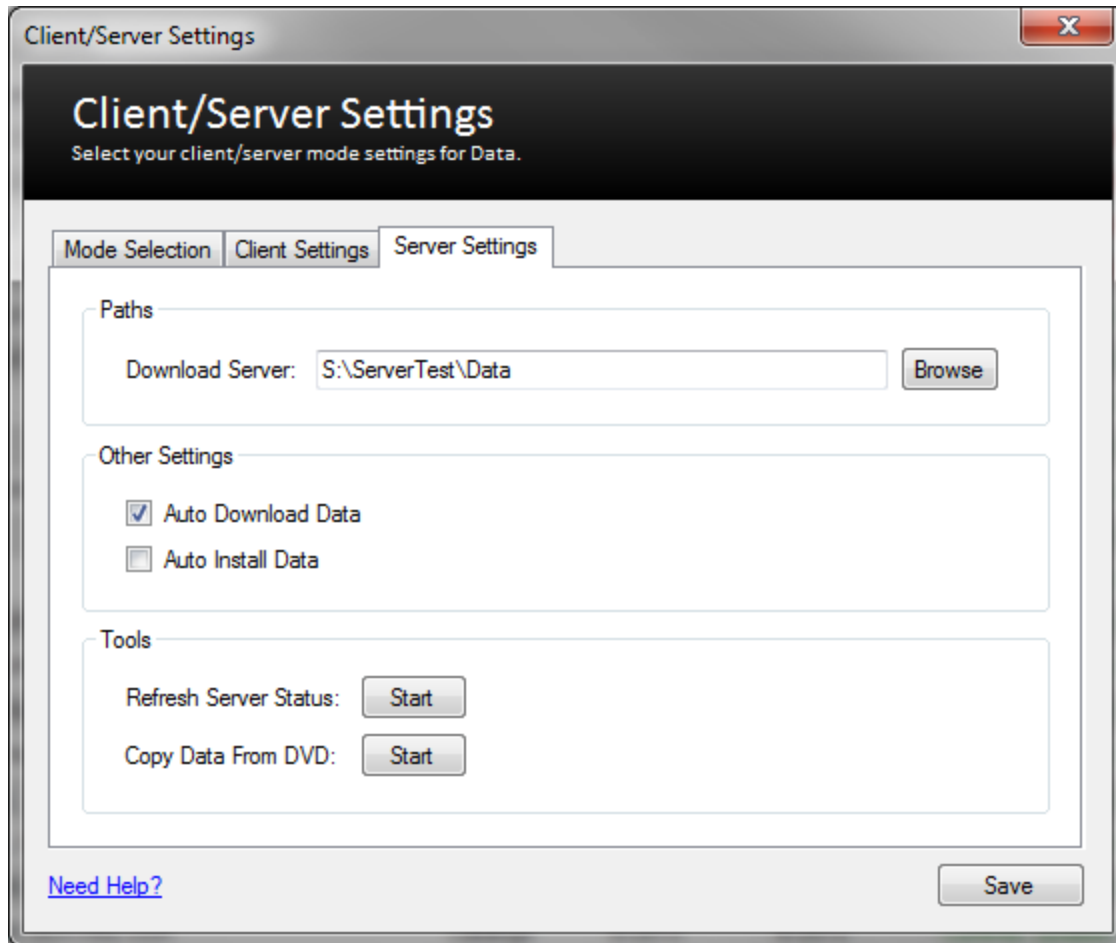 Client/Server Settings
Client/Server Settings
Select your client/server mode settings for Data.
Mode Selection Client Settings Server Settings
Paths
Download Server: S:\ServerTest\Data Browse
Other Settings
Auto Download Data
Auto Install Data
Tools
Refresh Server Status: Start
Copy Data From DVD: Start
Need Help? Save